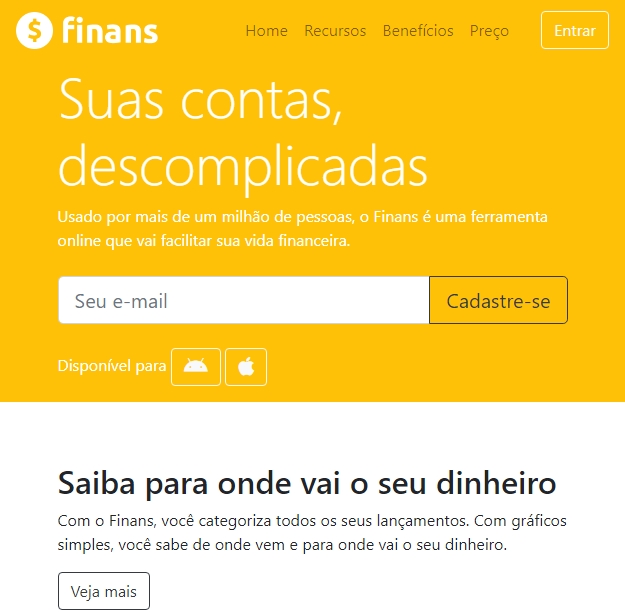 $ finans
Home Recursos Benefícios Preço Entrar
Suas contas,
descomplicadas
Usado por mais de um milhão de pessoas, o Finans é uma ferramenta
online que vai facilitar sua vida financeira.
Seu e-mail Cadastre-se
Disponível para
Saiba para onde vai o seu dinheiro
Com o Finans, você categoriza todos os seus lançamentos. Com gráficos
simples, você sabe de onde vem e para onde vai o seu dinheiro.
Veja mais